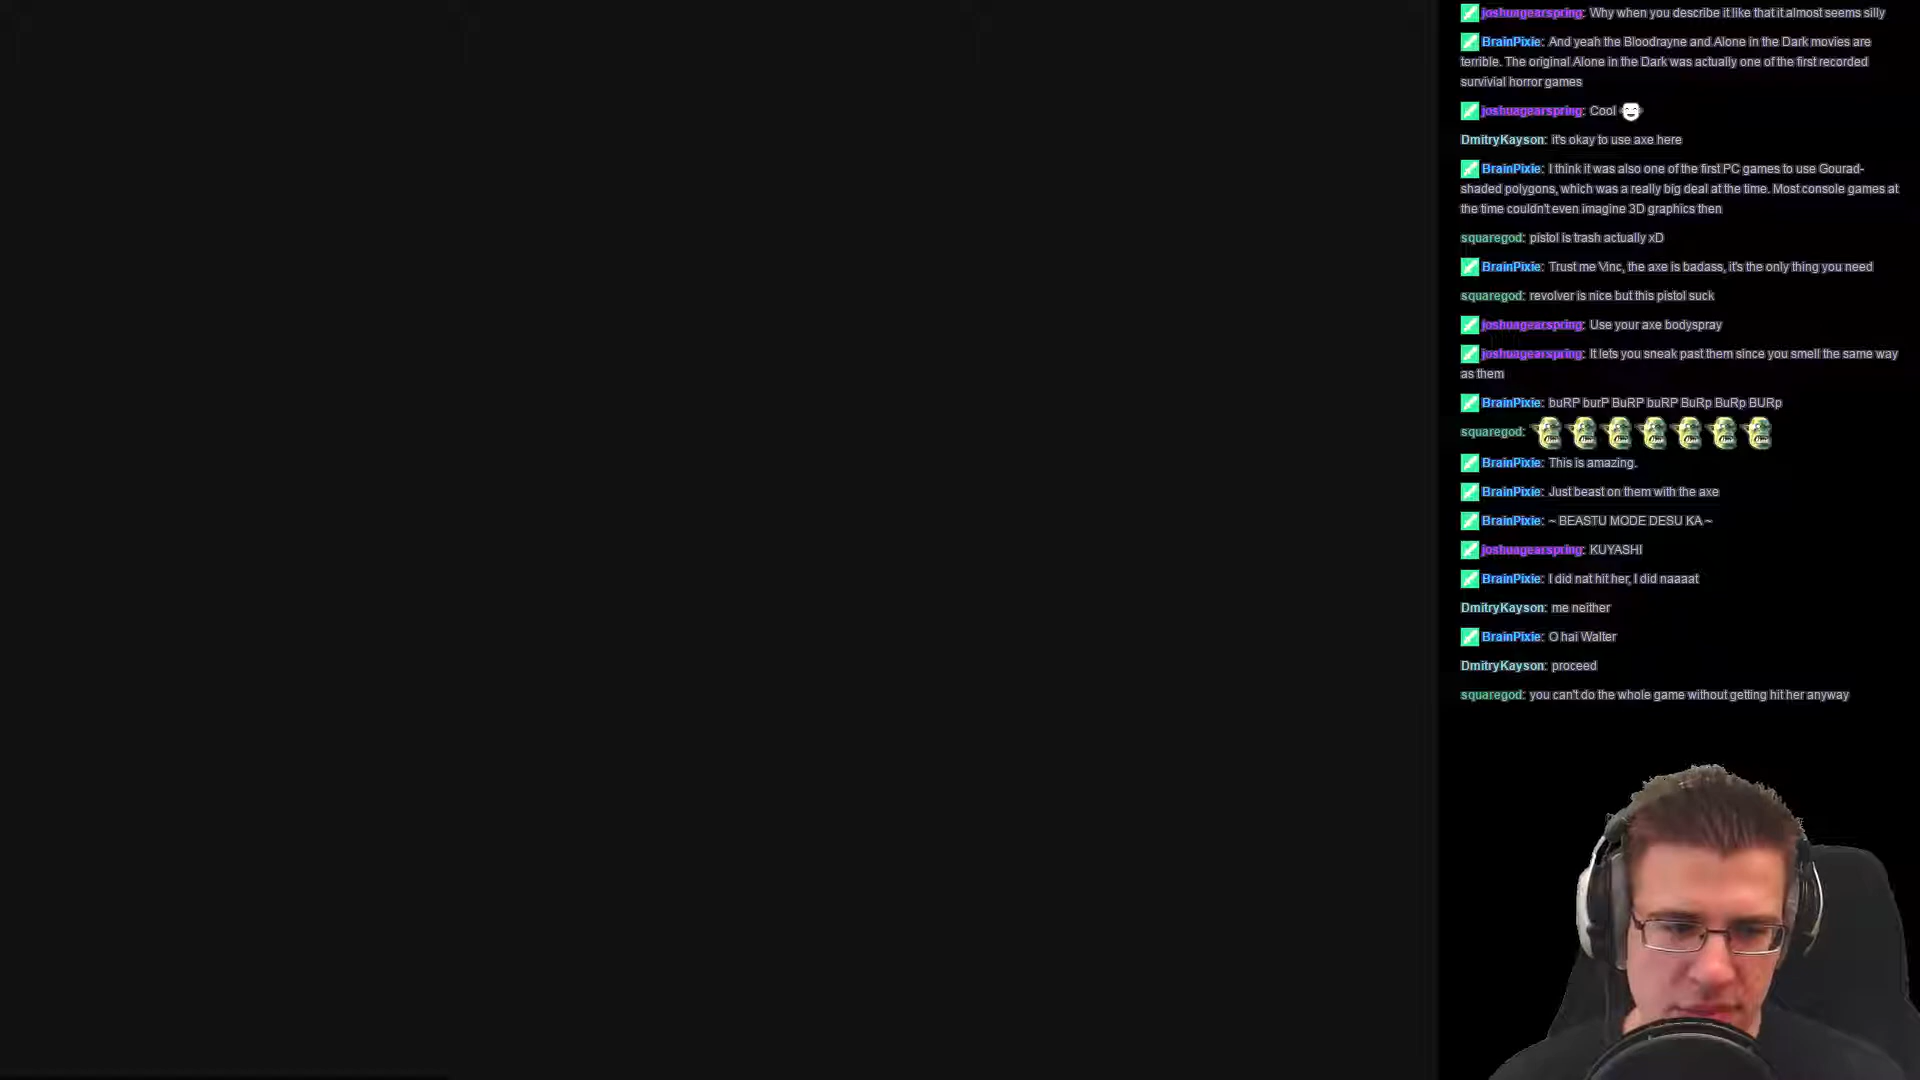 joshuagearspring: Why when you describe it like that it almost seems silly
BrainPixie: And yeah the Bloodrayne and Alone in the Dark movies are
terrible. The original Alone in the Dark was actually one of the first recorded
survivial horror games
joshuagearspring: Cool
DmitryKayson: it's okay to use axe here
BrainPixie: I think it was also one of the first PC games to use Gourad-
shaded polygons, which was a really big deal at the time. Most console games at
the time couldn't even imagine 3D graphics then
squaregod: pistol is trash actually xD
BrainPixie: Trust me Vinc, the axe is badass, it's the only thing you need
squaregod: revolver is nice but this pistol suck
joshuagearspring: Use your axe bodyspray
joshuagearspring: It lets you sneak past them since you smell the same way
as them
BrainPixie: buRP burP BuRP buRP BuRp BuRp BURp
squaregod:
BrainPixie: This is amazing.
BrainPixie: Just beast on them with the axe
BrainPixie: ~ BEASTU MODE DESU KA ~
joshuagearspring: KUYASHI
BrainPixie: I did nat hit her, I did naaaat
DmitryKayson: me neither
BrainPixie: O hai Walter
DmitryKayson: proceed
squaregod: you can't do the whole game without getting hit her anyway